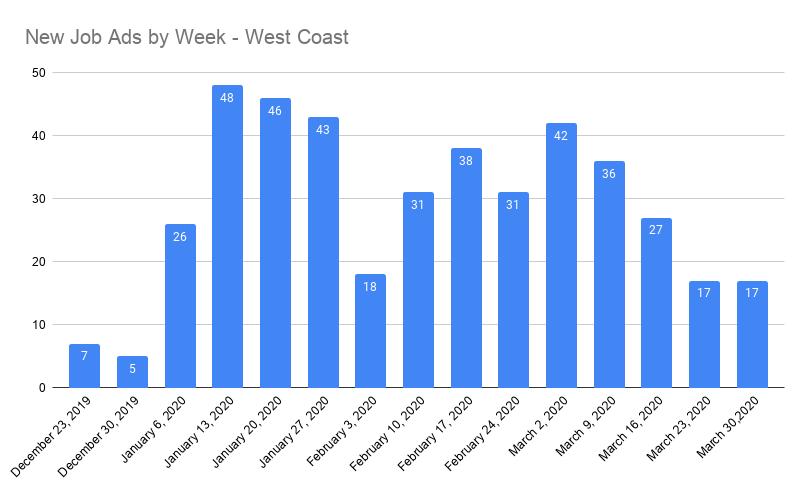 New Job Ads by Week - West Coast
50
40
30
20
10
0
7
5
26
48
46
43
18
31
38
31
42
36
27
17
17
December 23, 2019
December 30, 2019
January 6, 2020
January 13, 2020
January 20, 2020
January 27, 2020
February 3, 2020
February 10, 2020
February 17, 2020
February 24, 2020
March 2, 2020
March 9, 2020
March 16, 2020
March 23, 2020
March 30,2020